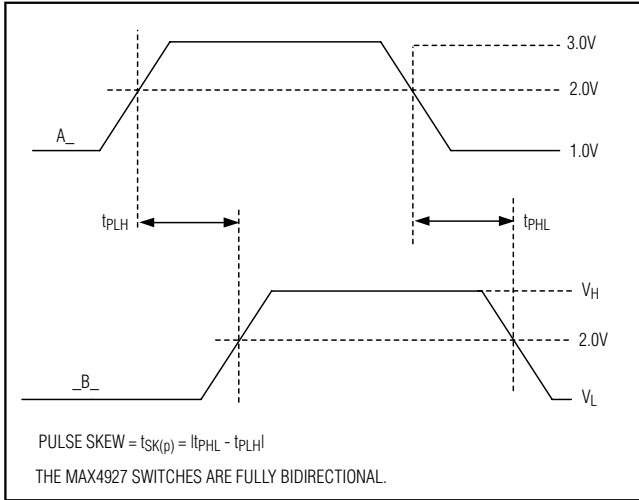 3.0V
2.0V
A_
1.0V
tPLH
tPHL
VH
2.0V
_B_
VL
PULSE SKEW = tSK(p) = |tPHL - tPLH|
THE MAX4927 SWITCHES ARE FULLY BIDIRECTIONAL.